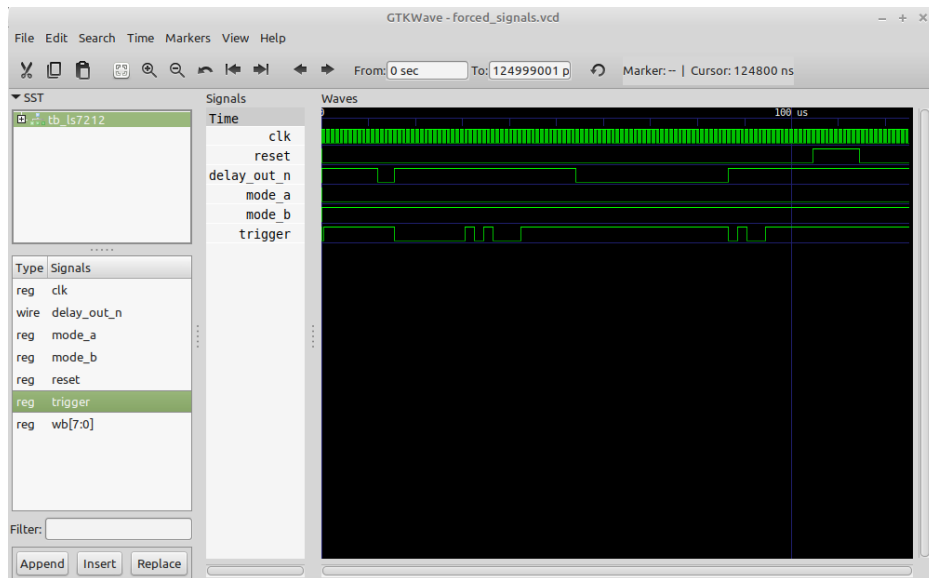 GTKWave - forced_signals.vcd
File Edit Search Time Markers View Help
From: 0 sec To: 124999001 p Marker: -- | Cursor: 124800 ns
SST
tb_ls7212
Type Signals
reg clk
wire delay_out_n
reg mode_a
reg mode_b
reg reset
reg trigger
reg wb[7:0]
Filter:
Append Insert Replace
Signals
Time
clk
reset
delay_out_n
mode_a
mode_b
trigger
Waves
100 us